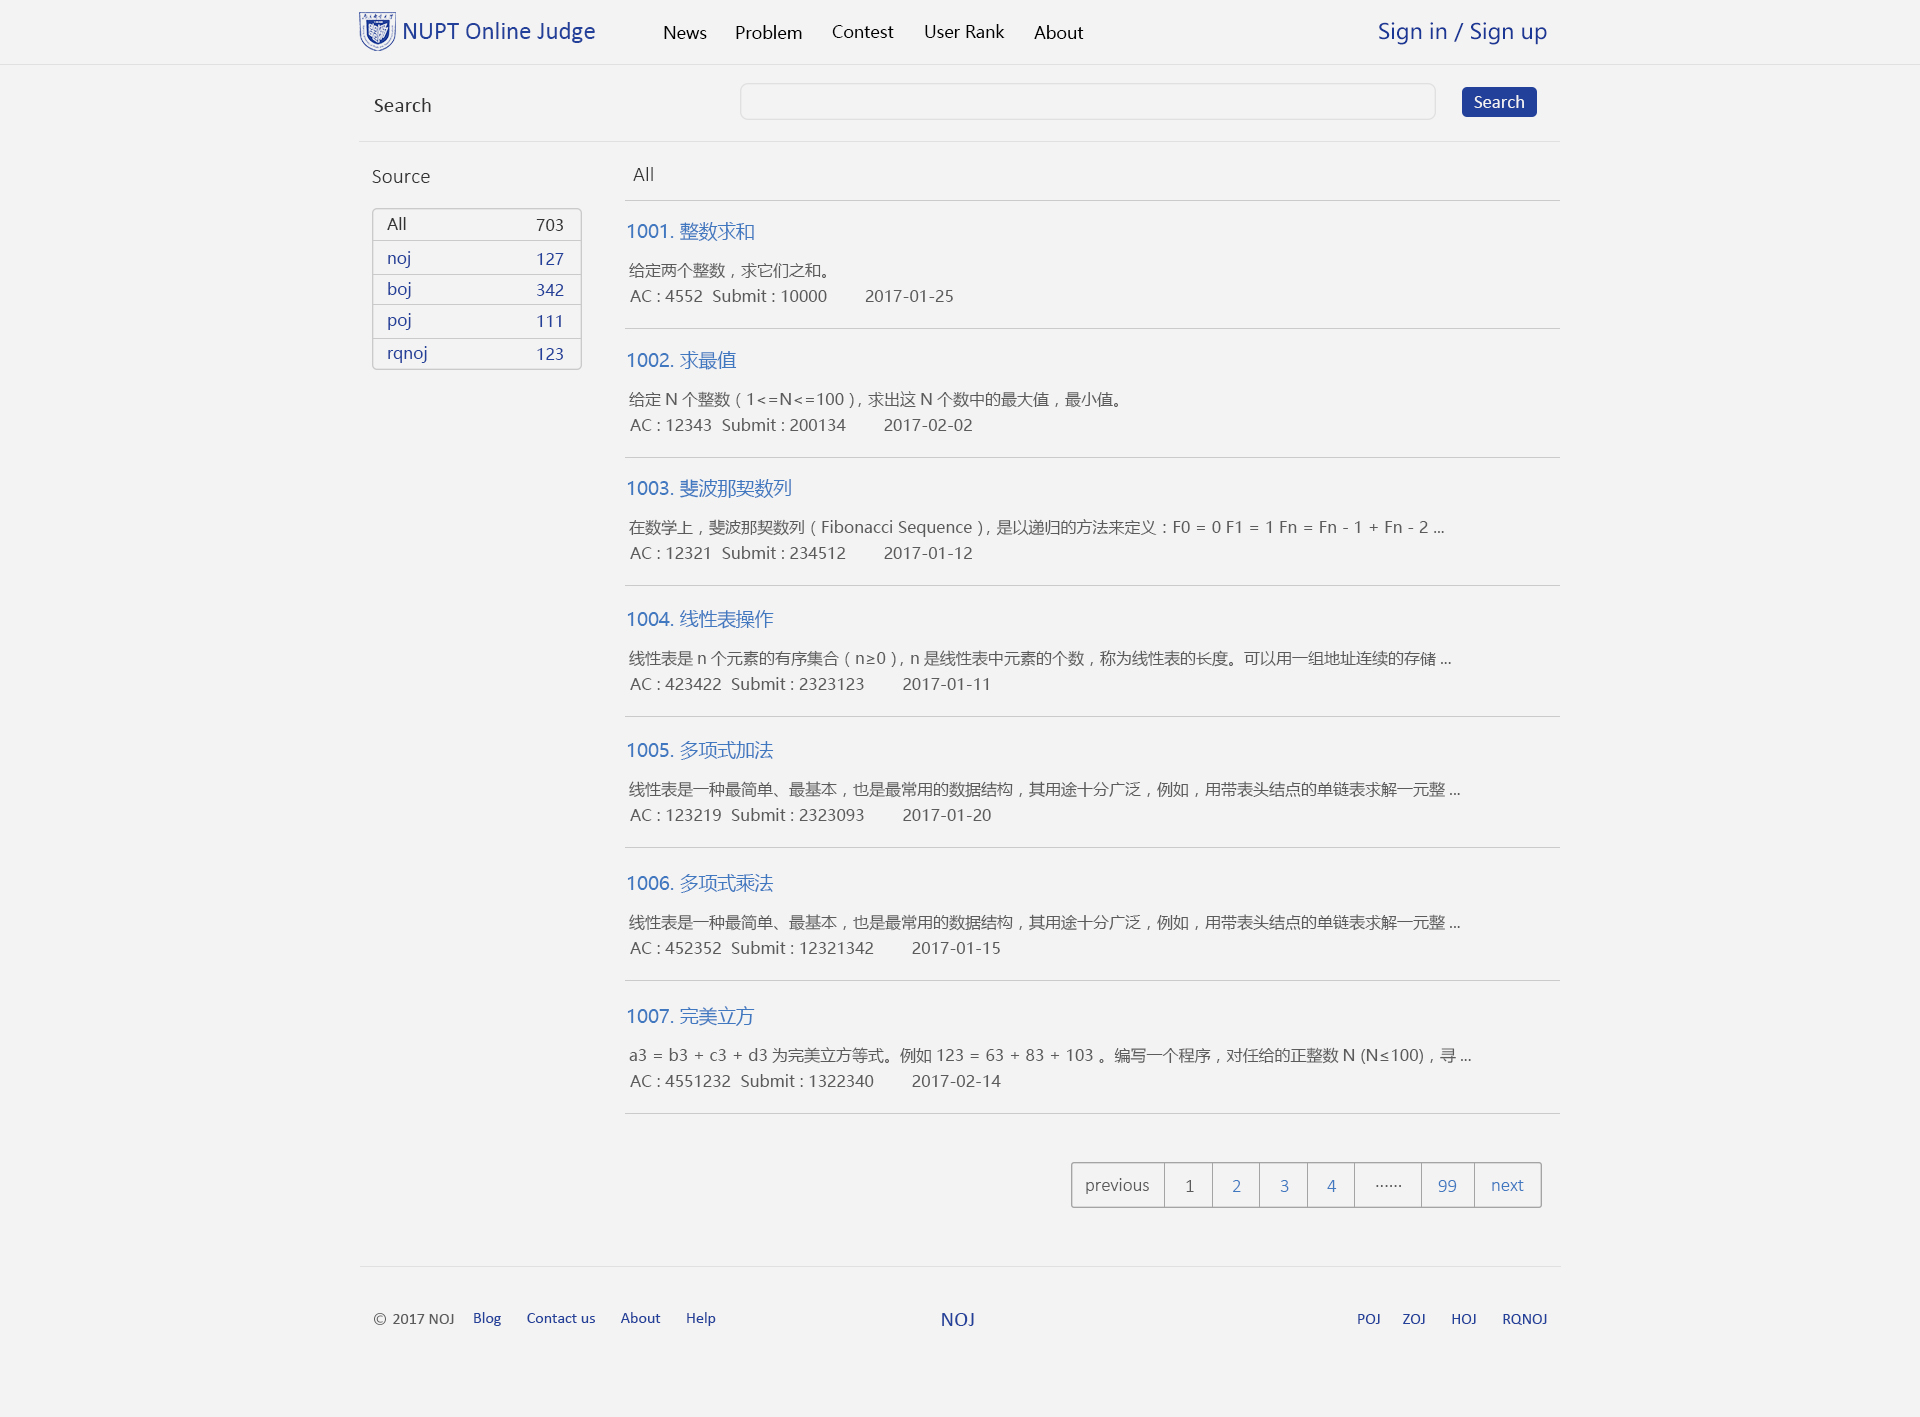 NUPT Online Judge News Problem Contest User Rank About Sign in / Sign up
Search Search
Source
All 703
noj 127
boj 342
poj 111
rqnoj 123
All
1001. 整数求和
给定两个整数，求它们之和。
AC : 4552 Submit : 10000 2017-01-25
1002. 求最值
给定 N 个整数（1<=N<=100），求出这 N 个数中的最大值，最小值。
AC : 12343 Submit : 200134 2017-02-02
1003. 斐波那契数列
在数学上，斐波那契数列（Fibonacci Sequence），是以递归的方法来定义：F0 = 0 F1 = 1 Fn = Fn - 1 + Fn - 2 ...
AC : 12321 Submit : 234512 2017-01-12
1004. 线性表操作
线性表是 n 个元素的有序集合（n≥0），n 是线性表中元素的个数，称为线性表的长度。可以用一组地址连续的存储 ...
AC : 423422 Submit : 2323123 2017-01-11
1005. 多项式加法
线性表是一种最简单、最基本，也是最常用的数据结构，其用途十分广泛，例如，用带表头结点的单链表求解一元整 ...
AC : 123219 Submit : 2323093 2017-01-20
1006. 多项式乘法
线性表是一种最简单、最基本，也是最常用的数据结构，其用途十分广泛，例如，用带表头结点的单链表求解一元整 ...
AC : 452352 Submit : 12321342 2017-01-15
1007. 完美立方
a3 = b3 + c3 + d3 为完美立方等式。例如 123 = 63 + 83 + 103 。编写一个程序，对任给的正整数 N (N≤100)，寻 ...
AC : 4551232 Submit : 1322340 2017-02-14
previous 1 2 3 4 ······ 99 next
© 2017 NOJ Blog Contact us About Help NOJ POJ ZOJ HOJ RQNOJ